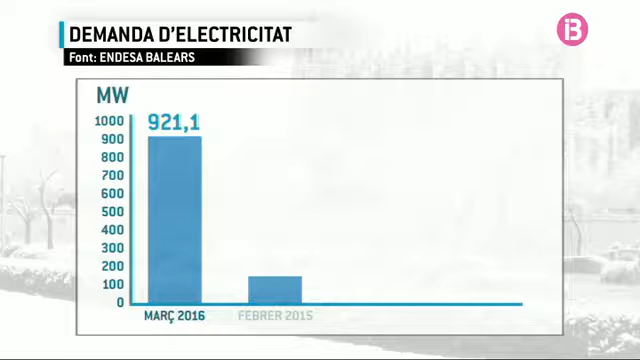 DEMANDA D'ELECTRICITAT
Font: ENDESA BALEARS
MW
1000
921,1
900
800
700
600
500
400
300
200
100
0
MARÇ 2016
FEBRER 2015